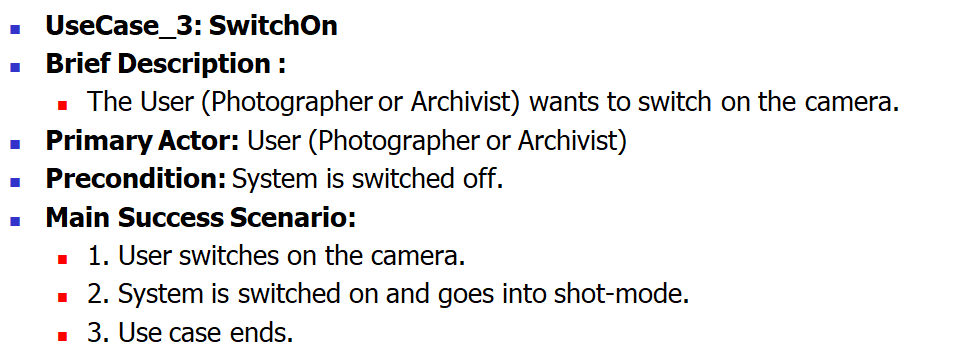 UseCase_3: SwitchOn
Brief Description :
The User (Photographer or Archivist) wants to switch on the camera.
Primary Actor: User (Photographer or Archivist)
Precondition: System is switched off.
Main Success Scenario:
1. User switches on the camera.
2. System is switched on and goes into shot-mode.
3. Use case ends.